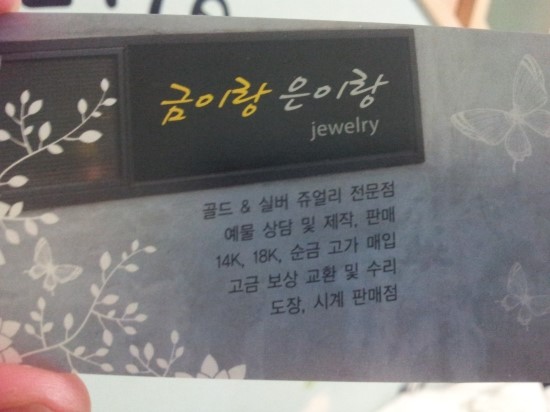 금이랑 은이랑
jewelry
골드 & 실버 쥬얼리 전문점
예물 상담 및 제작, 판매
14K, 18K, 순금 고가 매입
고금 보상 교환 및 수리
도장, 시계 판매점